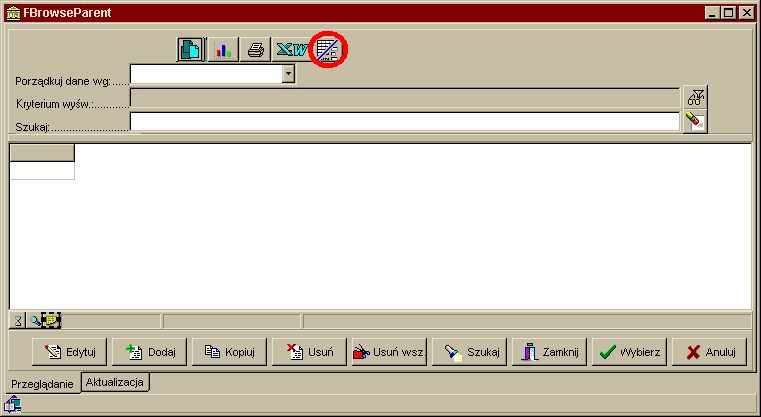 FBrowseParent
XW
Porządkuj dane wg:......
Kryterium wyśw.:............
Szukaj:...........................
Edytuj Dodaj Kopiuj Usuń Usuń wsz. Szukaj Zamknij Wybierz Anuluj
Przeglądanie Aktualizacja